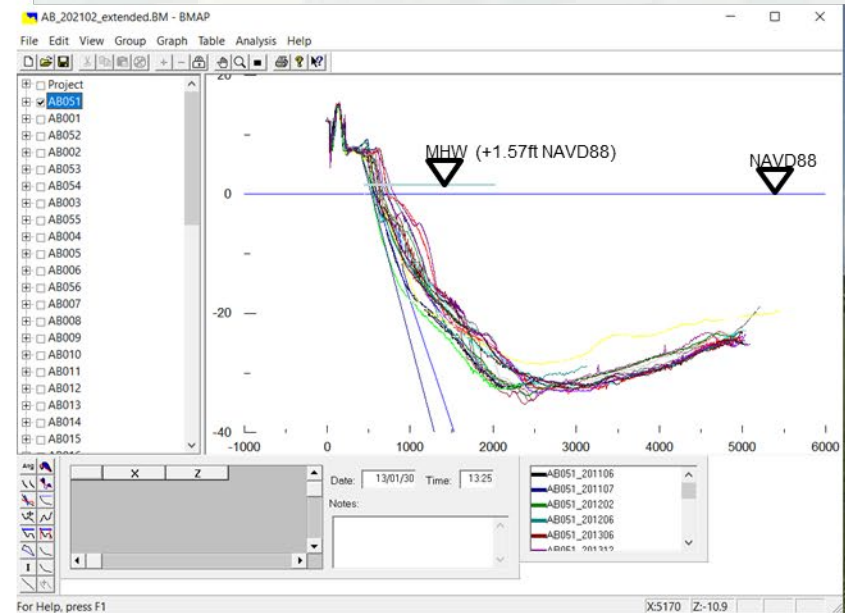 AB_202102_extended.BM - BMAP
File Edit View Group Graph Table Analysis Help
Project
AB051
AB001
AB052
AB002
AB053
AB054
AB003
AB055
AB004
AB005
AB006
AB056
AB007
AB008
AB009
AB010
AB011
AB012
AB013
AB014
AB015
20
0
-20
-40
-1000 0 1000 2000 3000 4000 5000 6000
MHW (+1.57ft NAVD88)
NAVD88
X Z
Date: 13/01/30 Time: 13:25
Notes:
AB051_201106
AB051_201107
AB051_201202
AB051_201206
AB051_201306
AB051_201312
For Help, press F1
X:5170 Z:-10.9